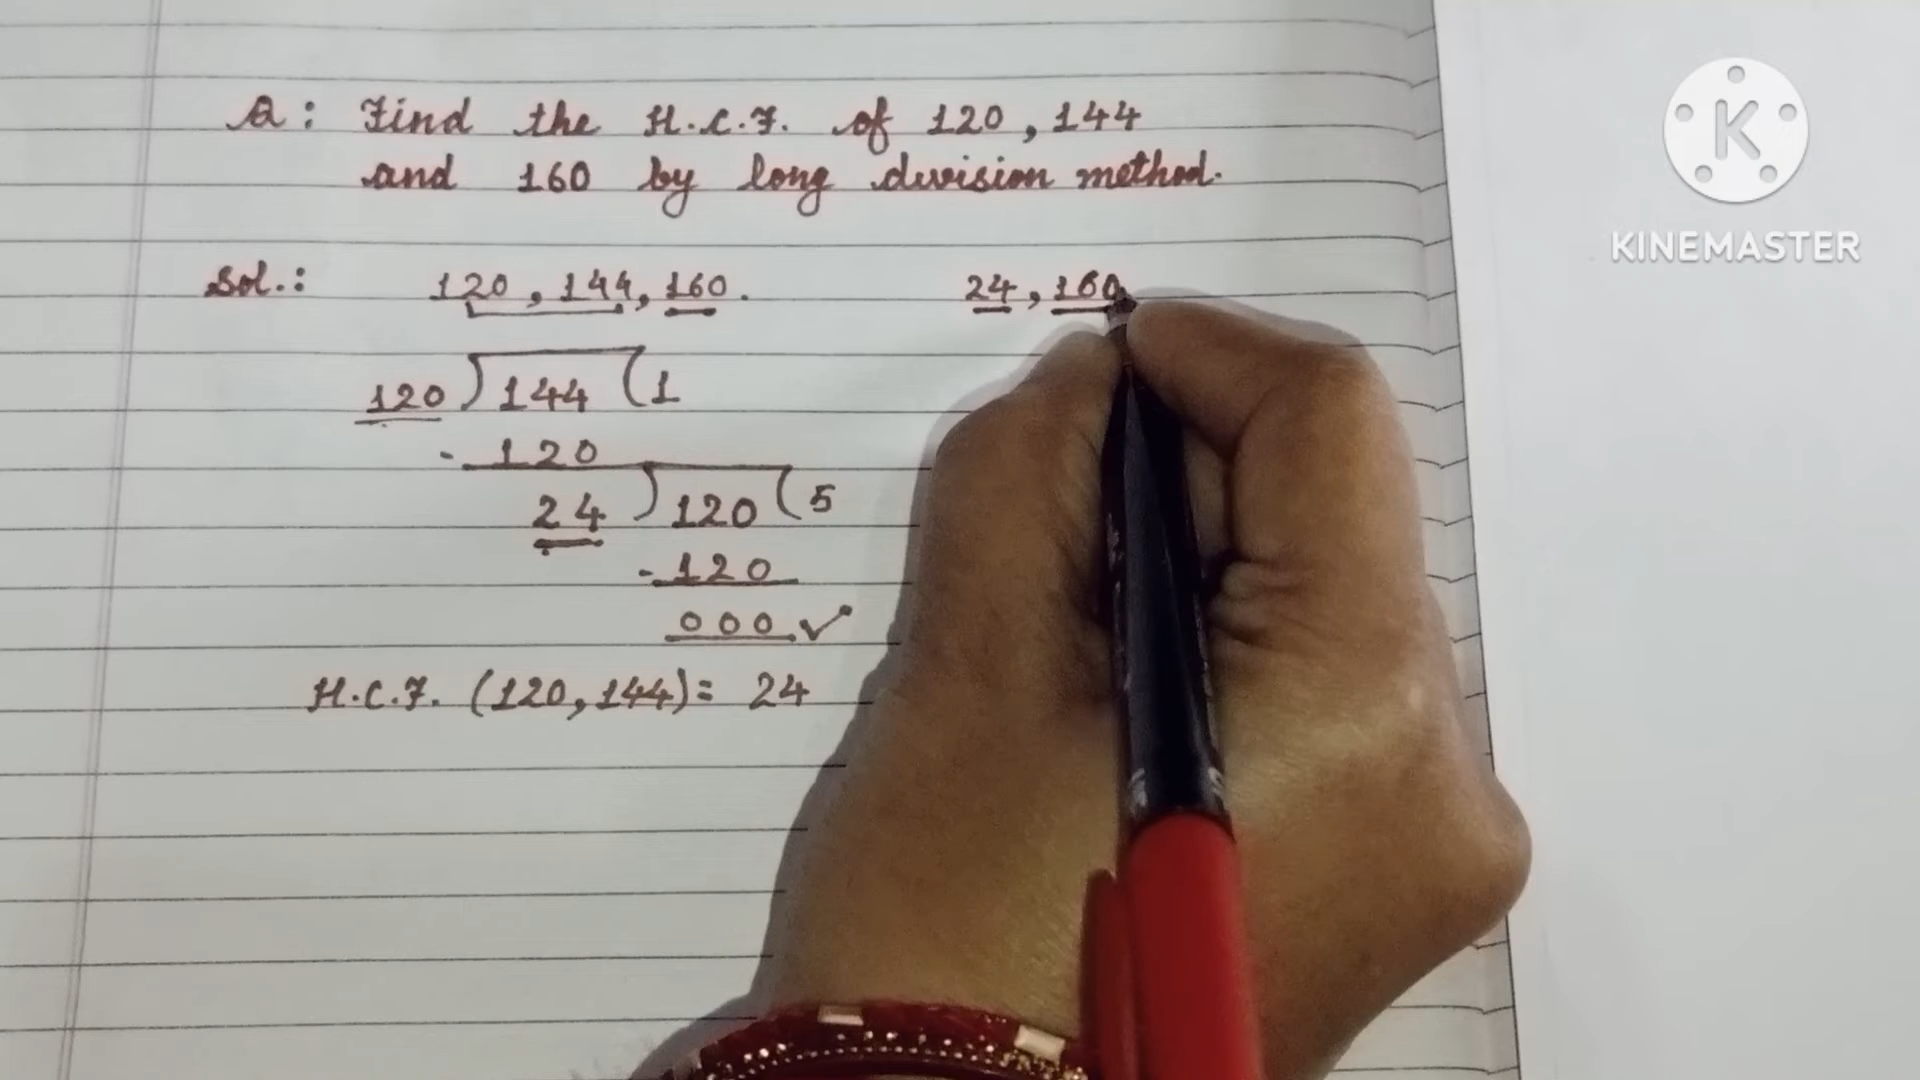 Q: Find the H.C.F. of 120, 144
and 160 by long division method.
Sol.: 120, 144, 160.
120 ) 144 ( 1
- 120
24 ) 120 ( 5
- 120
000 ✓
H.C.F. (120, 144) = 24
24, 160
K
KINEMASTER